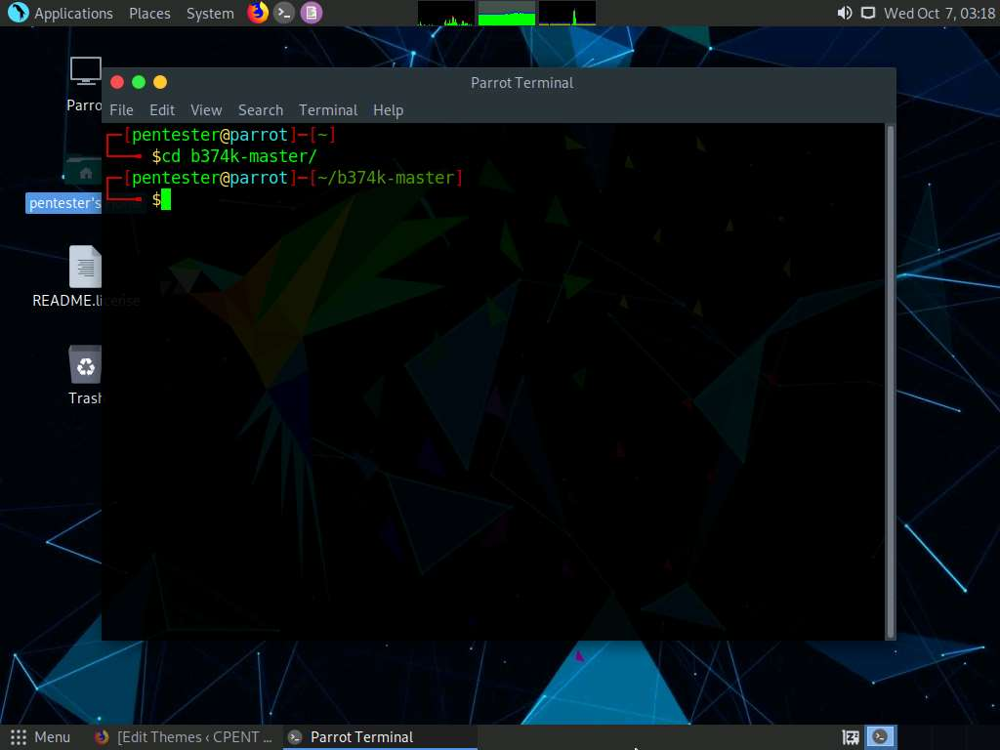 Applications Places System Wed Oct 7, 03:18
Parrot Terminal
File Edit View Search Terminal Help
[pentester@parrot]─[~]
$cd b374k-master/
[pentester@parrot]─[~/b374k-master]
$
Parro
pentester's
README.license
Trash
Menu [Edit Themes ‹ CPENT ... Parrot Terminal